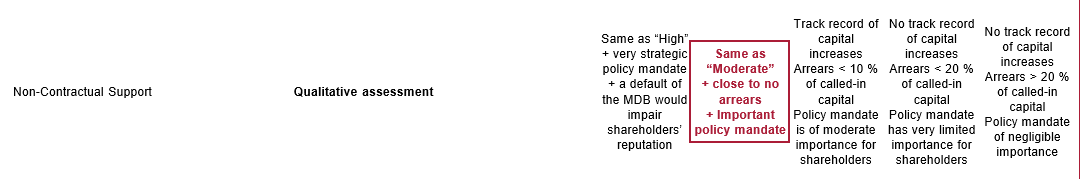 Non-Contractual Support
Qualitative assessment
Same as “High”
+ very strategic
policy mandate
+ a default of
the MDB would
impair
shareholders’
reputation
Same as
“Moderate”
+ close to no
arrears
+ Important
policy mandate
Track record of
capital
increases
Arrears < 10 %
of called-in
capital
Policy mandate
is of moderate
importance for
shareholders
No track record
of capital
increases
Arrears < 20 %
of called-in
capital
Policy mandate
has very limited
importance for
shareholders
No track record
of capital
increases
Arrears > 20 %
of called-in
capital
Policy mandate
of negligible
importance